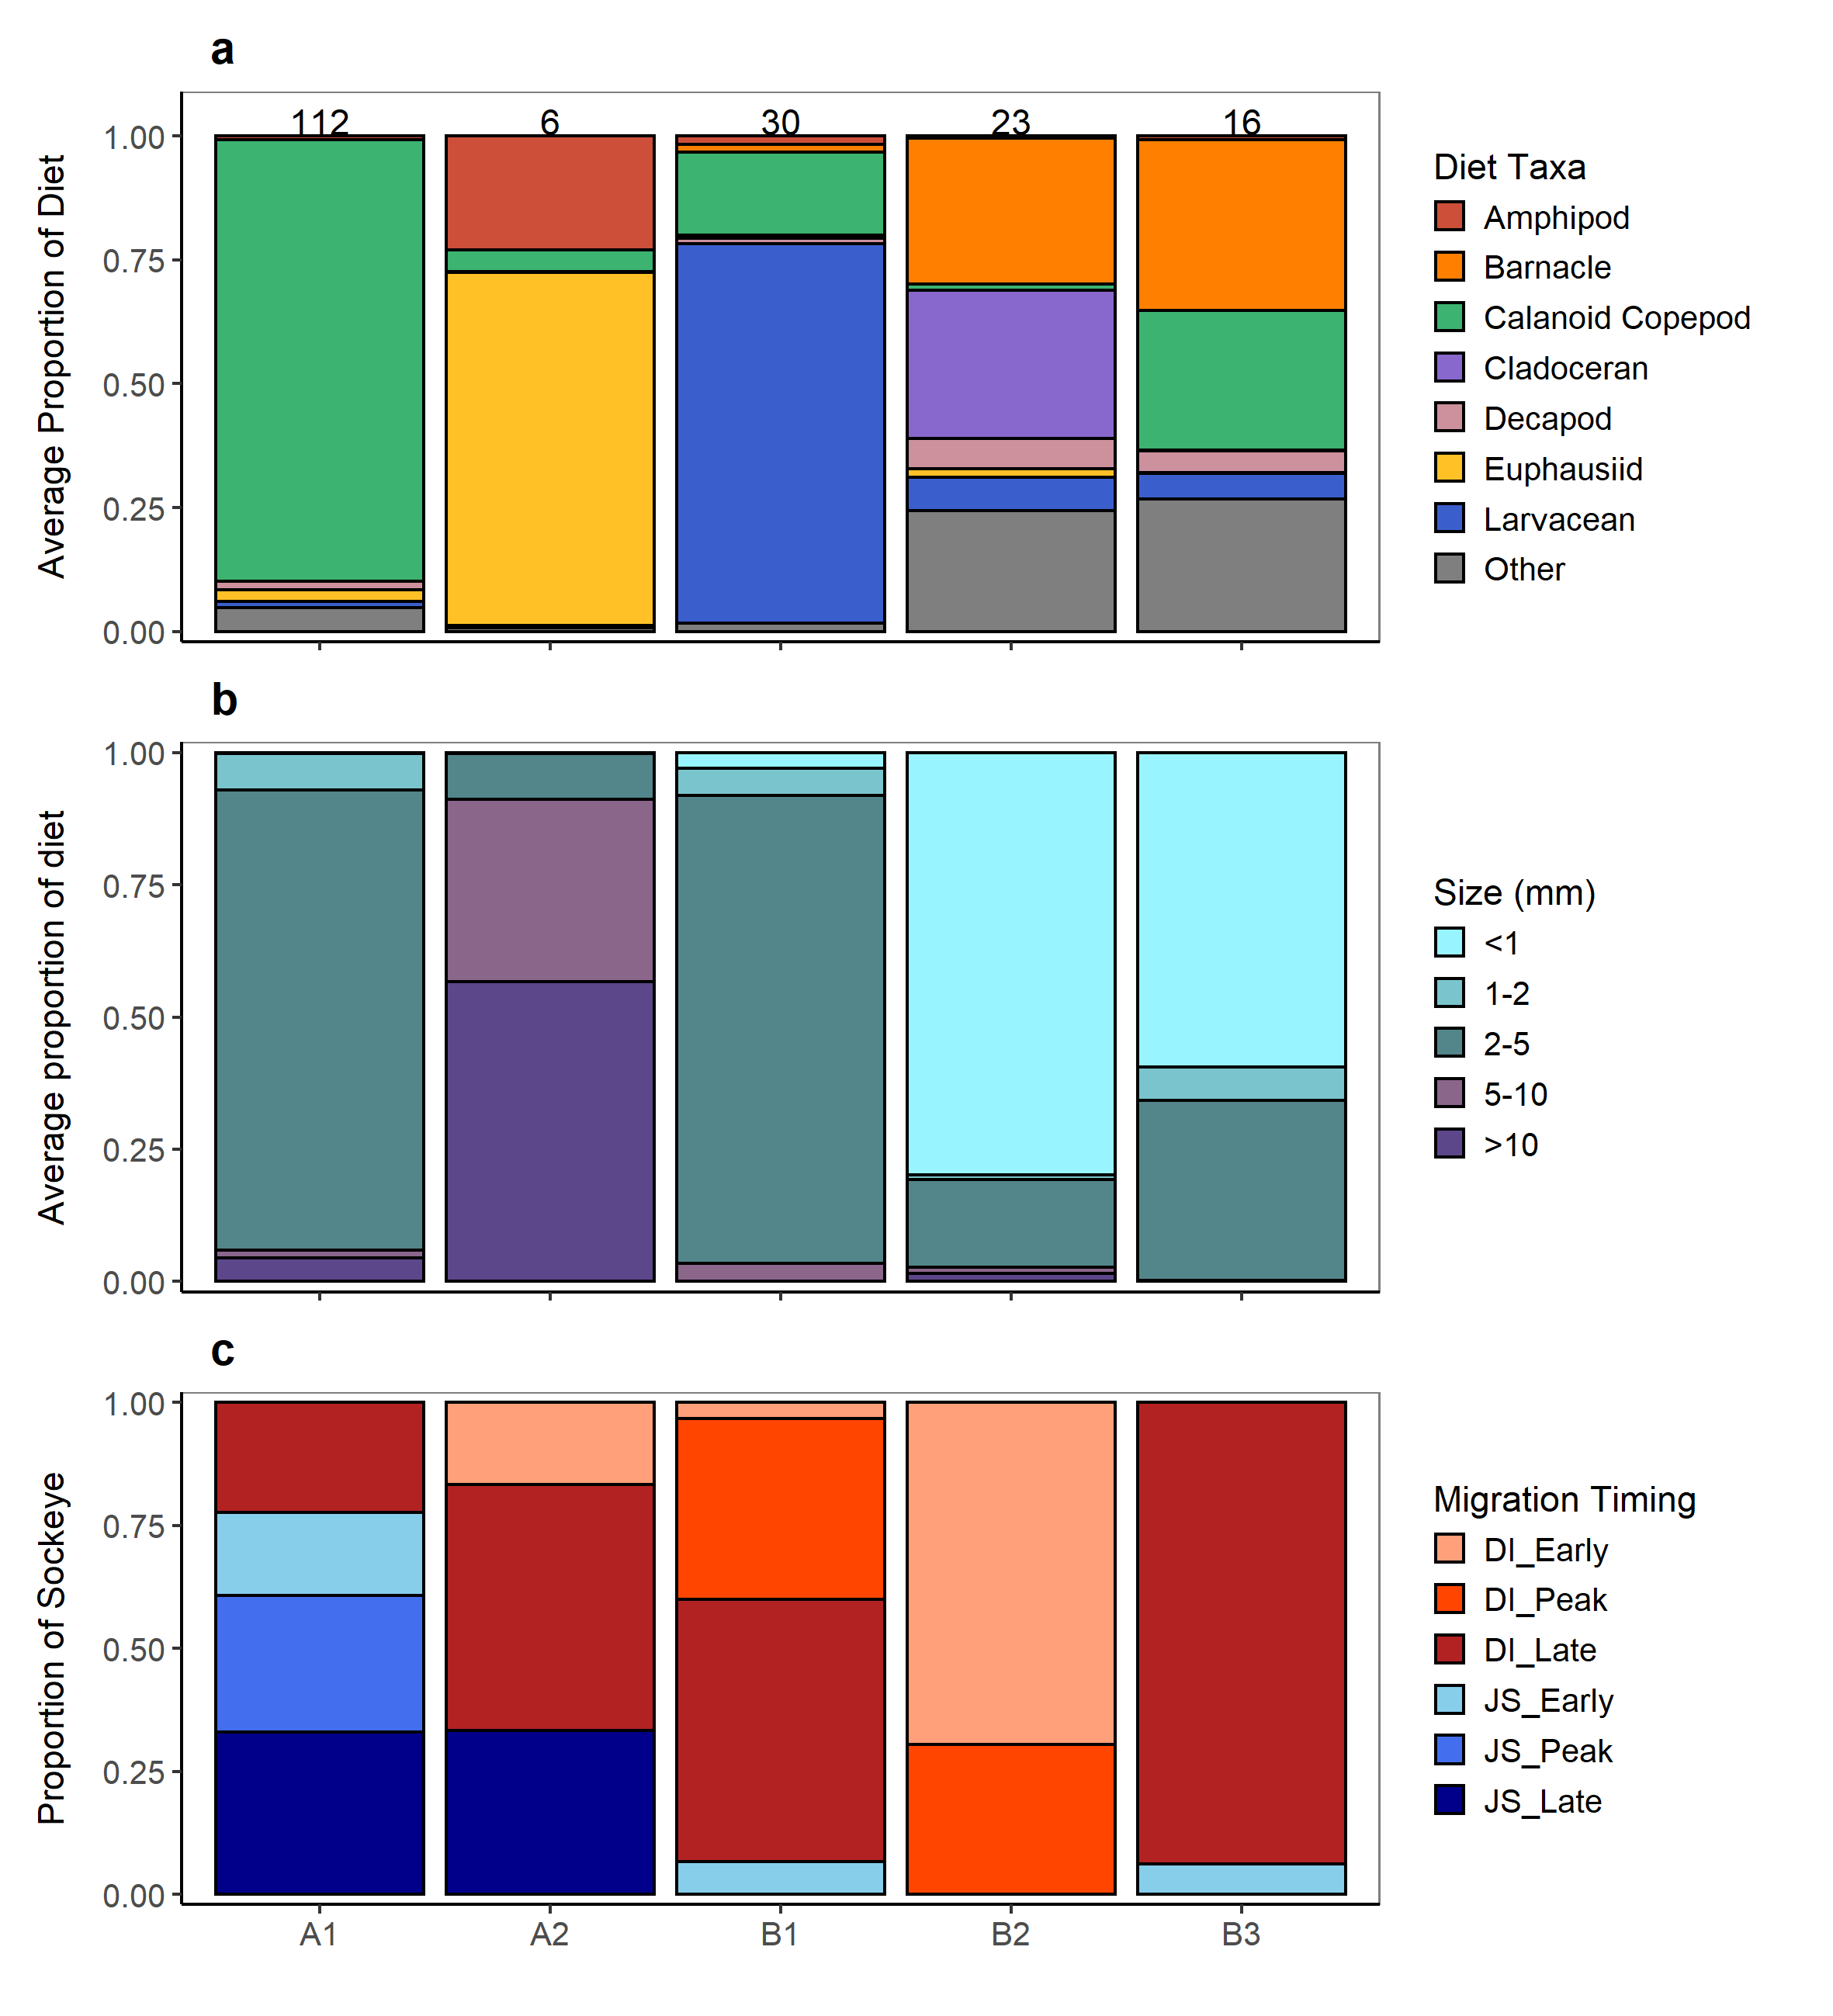 a
112 6 30 23 16
Average Proportion of Diet
1.00
0.75
0.50
0.25
0.00
Diet Taxa
Amphipod
Barnacle
Calanoid Copepod
Cladoceran
Decapod
Euphausiid
Larvacean
Other
b
Average proportion of diet
1.00
0.75
0.50
0.25
0.00
Size (mm)
<1
1-2
2-5
5-10
>10
c
Proportion of Sockeye
1.00
0.75
0.50
0.25
0.00
Migration Timing
DI_Early
DI_Peak
DI_Late
JS_Early
JS_Peak
JS_Late
A1 A2 B1 B2 B3